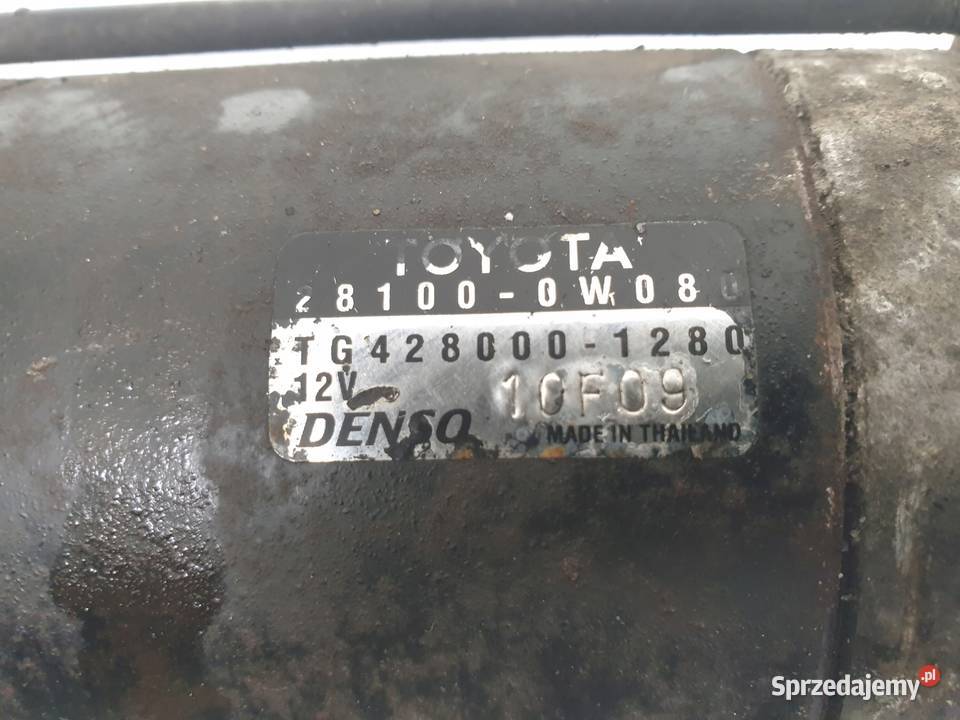 TOYOTA
28100-0W080
TG428000-1280
12V 10F09
DENSO MADE IN THAILAND
Sprzedajemy.pl